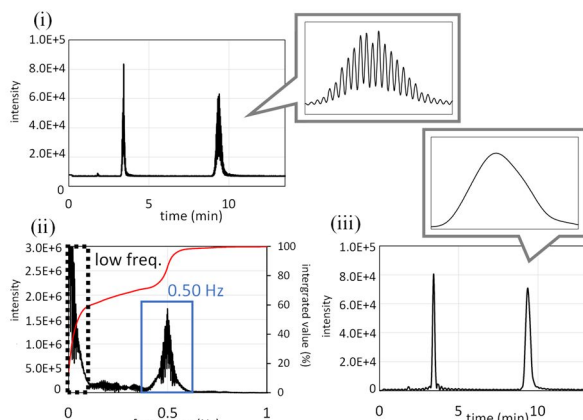 (i)
intensity
1.0E+5
8.0E+4
6.0E+4
4.0E+4
2.0E+4
0
0 5 10
time (min)
(ii)
intensity
3.0E+6
2.5E+6
2.0E+6
1.5E+6
1.0E+6
5.0E+5
0.0E+0
low freq.
0.50 Hz
100
80
60
40
20
0
intergrated value (%)
0 0.5 1
(iii)
intensity
1.0E+5
8.0E+4
6.0E+4
4.0E+4
2.0E+4
0.0E+0
0 5 10
time (min)